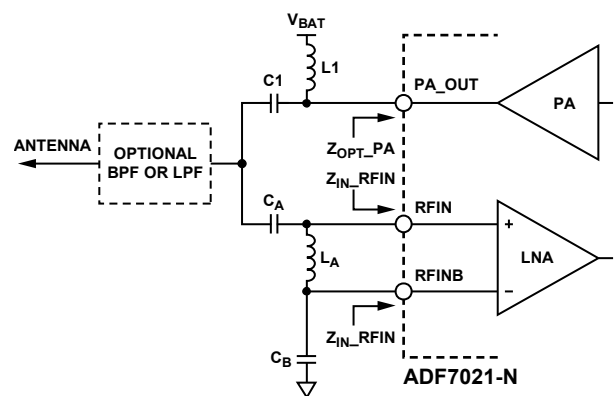 VBAT
L1
C1
PA_OUT
PA
ZOPT_PA
ANTENNA
OPTIONAL
BPF OR LPF
ZIN_RFIN
CA
RFIN
+
LA
LNA
RFINB
−
ZIN_RFIN
CB
ADF7021-N